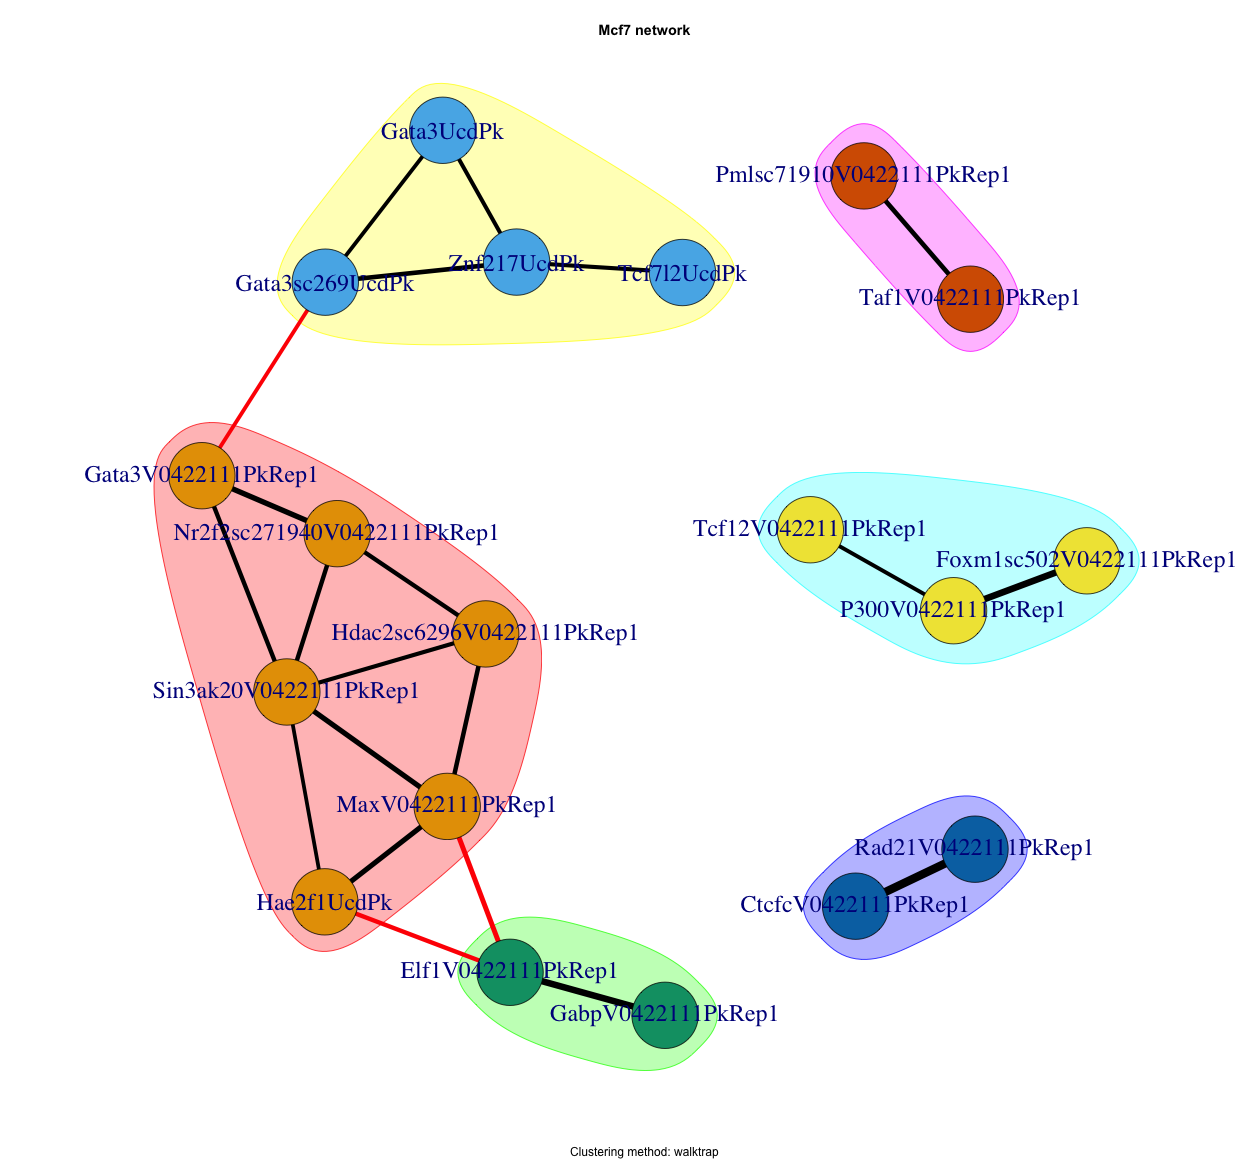 Mcf7 network
Gata3UcdPk
Pmlsc71910V0422111PkRep1
Znf217UcdPk
Tcf7l2UcdPk
Gata3sc269UcdPk
Taf1V0422111PkRep1
Gata3V0422111PkRep1
Nr2f2sc271940V0422111PkRep1
Tcf12V0422111PkRep1
Foxm1sc502V0422111PkRep1
P300V0422111PkRep1
Hdac2sc6296V0422111PkRep1
Sin3ak20V0422111PkRep1
MaxV0422111PkRep1
Rad21V0422111PkRep1
Hae2f1UcdPk
CtcfcV0422111PkRep1
Elf1V0422111PkRep1
GabpV0422111PkRep1
Clustering method: walktrap